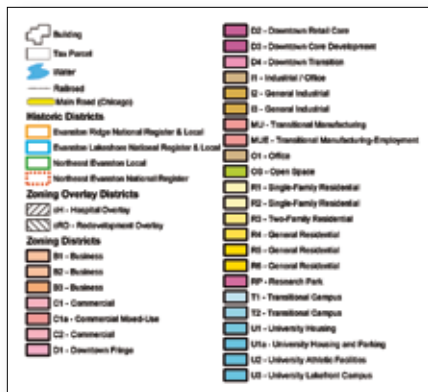 Building
Tax Parcel
Water
Railroad
Main Road (Chicago)
Historic Districts
Evanston Ridge National Register & Local
Evanston Lakeshore National Register & Local
Northeast Evanston Local
Northeast Evanston National Register
Zoning Overlay Districts
oH - Hospital Overlay
oRD - Redevelopment Overlay
Zoning Districts
B1 - Business
B2 - Business
B3 - Business
C1 - Commercial
C1a - Commercial Mixed-Use
C2 - Commercial
D1 - Downtown Fringe
D2 - Downtown Retail Core
D3 - Downtown Core Development
D4 - Downtown Transition
I1 - Industrial / Office
I2 - General Industrial
I3 - General Industrial
MU - Transitional Manufacturing
MUE - Transitional Manufacturing-Employment
O1 - Office
OS - Open Space
R1 - Single-Family Residential
R2 - Single-Family Residential
R3 - Two-Family Residential
R4 - General Residential
R5 - General Residential
R6 - General Residential
RP - Research Park
T1 - Transitional Campus
T2 - Transitional Campus
U1 - University Housing
U1a - University Housing and Parking
U2 - University Athletic Facilities
U3 - University Lakefront Campus